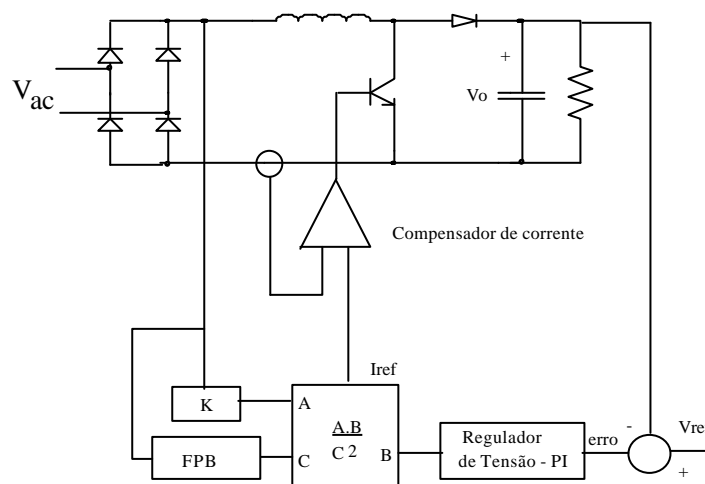 +
Vac
Vo
Compensador de corrente
Iref
K
A
A.B
C 2
B
C
FPB
Regulador
de Tensão - PI
erro
-
Vre
+